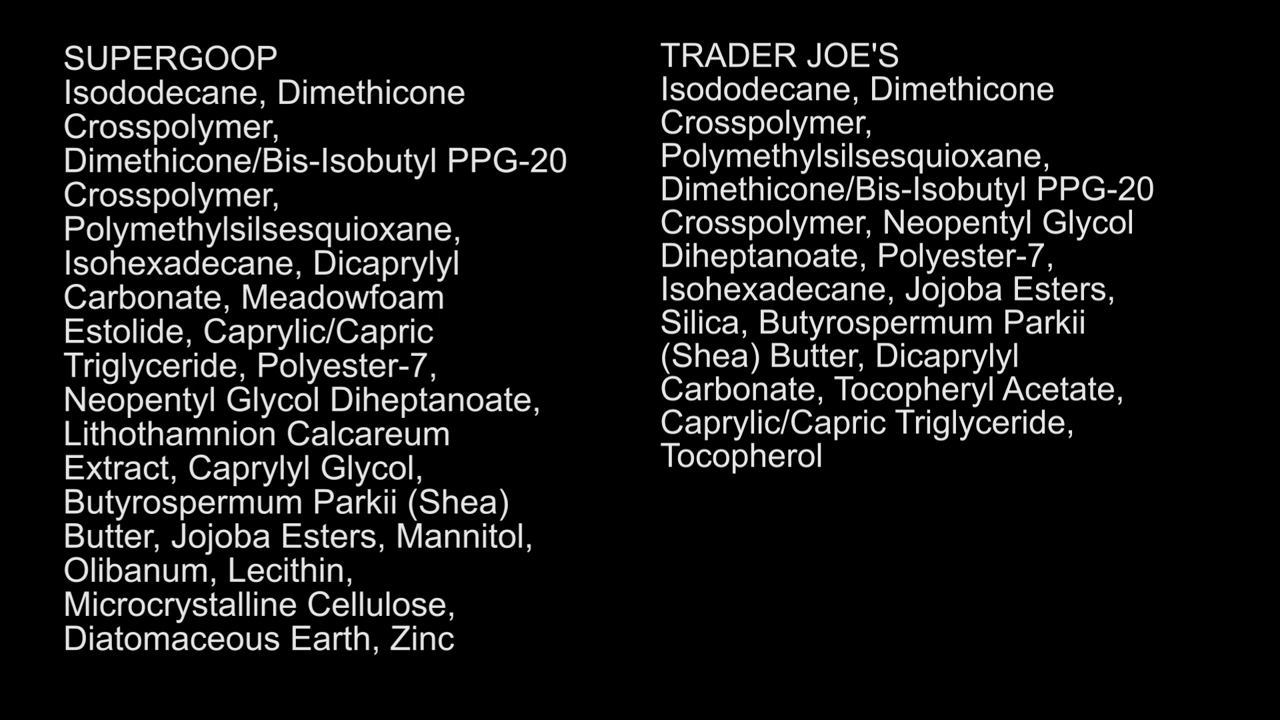 SUPERGOOP
Isododecane, Dimethicone
Crosspolymer,
Dimethicone/Bis-Isobutyl PPG-20
Crosspolymer,
Polymethylsilsesquioxane,
Isohexadecane, Dicaprylyl
Carbonate, Meadowfoam
Estolide, Caprylic/Capric
Triglyceride, Polyester-7,
Neopentyl Glycol Diheptanoate,
Lithothamnion Calcareum
Extract, Caprylyl Glycol,
Butyrospermum Parkii (Shea)
Butter, Jojoba Esters, Mannitol,
Olibanum, Lecithin,
Microcrystalline Cellulose,
Diatomaceous Earth, Zinc
TRADER JOE'S
Isododecane, Dimethicone
Crosspolymer,
Polymethylsilsesquioxane,
Dimethicone/Bis-Isobutyl PPG-20
Crosspolymer, Neopentyl Glycol
Diheptanoate, Polyester-7,
Isohexadecane, Jojoba Esters,
Silica, Butyrospermum Parkii
(Shea) Butter, Dicaprylyl
Carbonate, Tocopheryl Acetate,
Caprylic/Capric Triglyceride,
Tocopherol